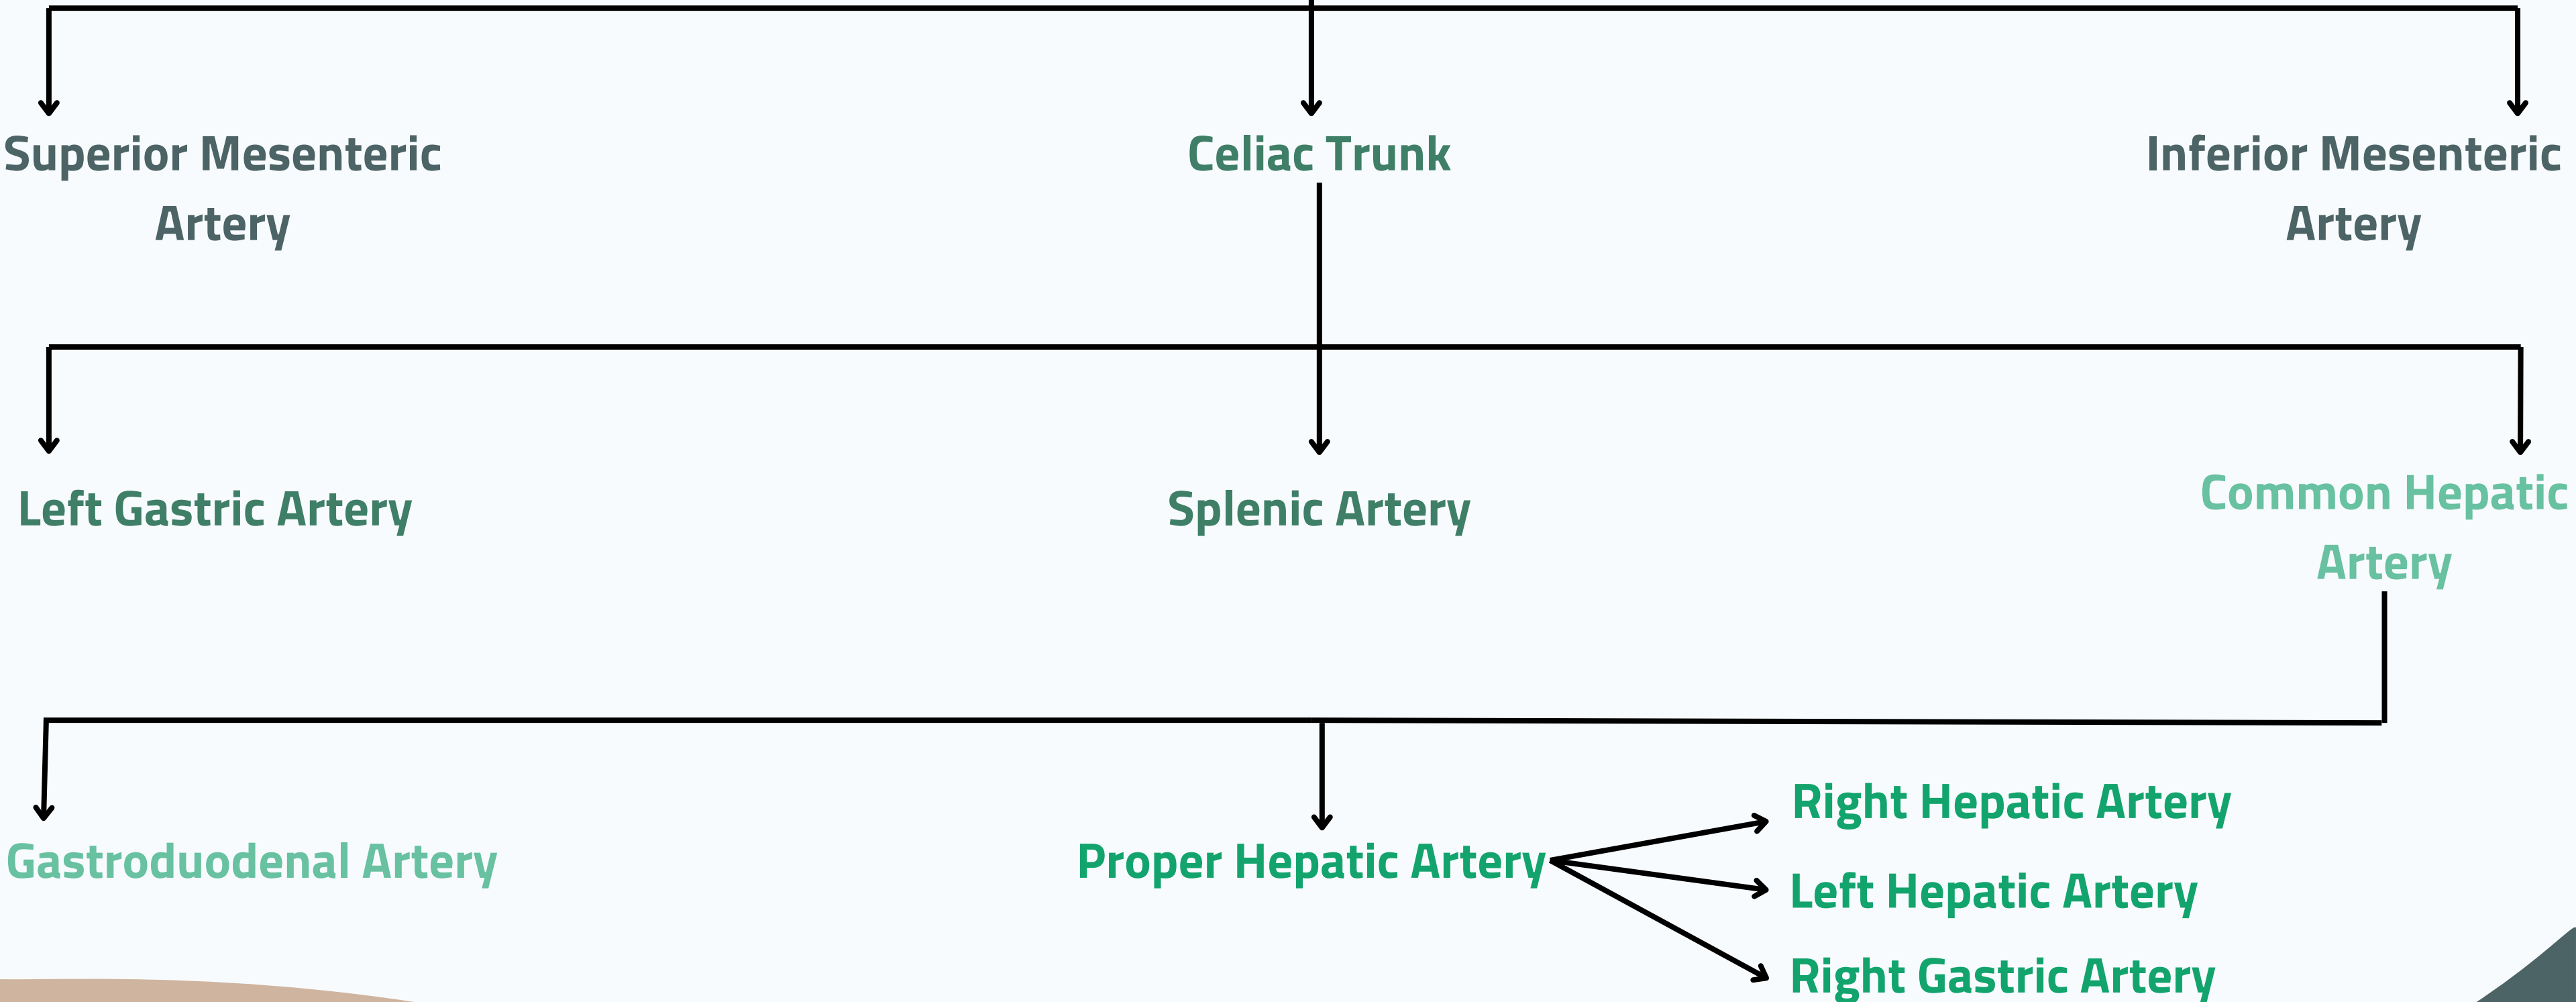 Superior Mesenteric
Artery
Celiac Trunk
Inferior Mesenteric
Artery
Left Gastric Artery
Splenic Artery
Common Hepatic
Artery
Gastroduodenal Artery
Proper Hepatic Artery
Right Hepatic Artery
Left Hepatic Artery
Right Gastric Artery